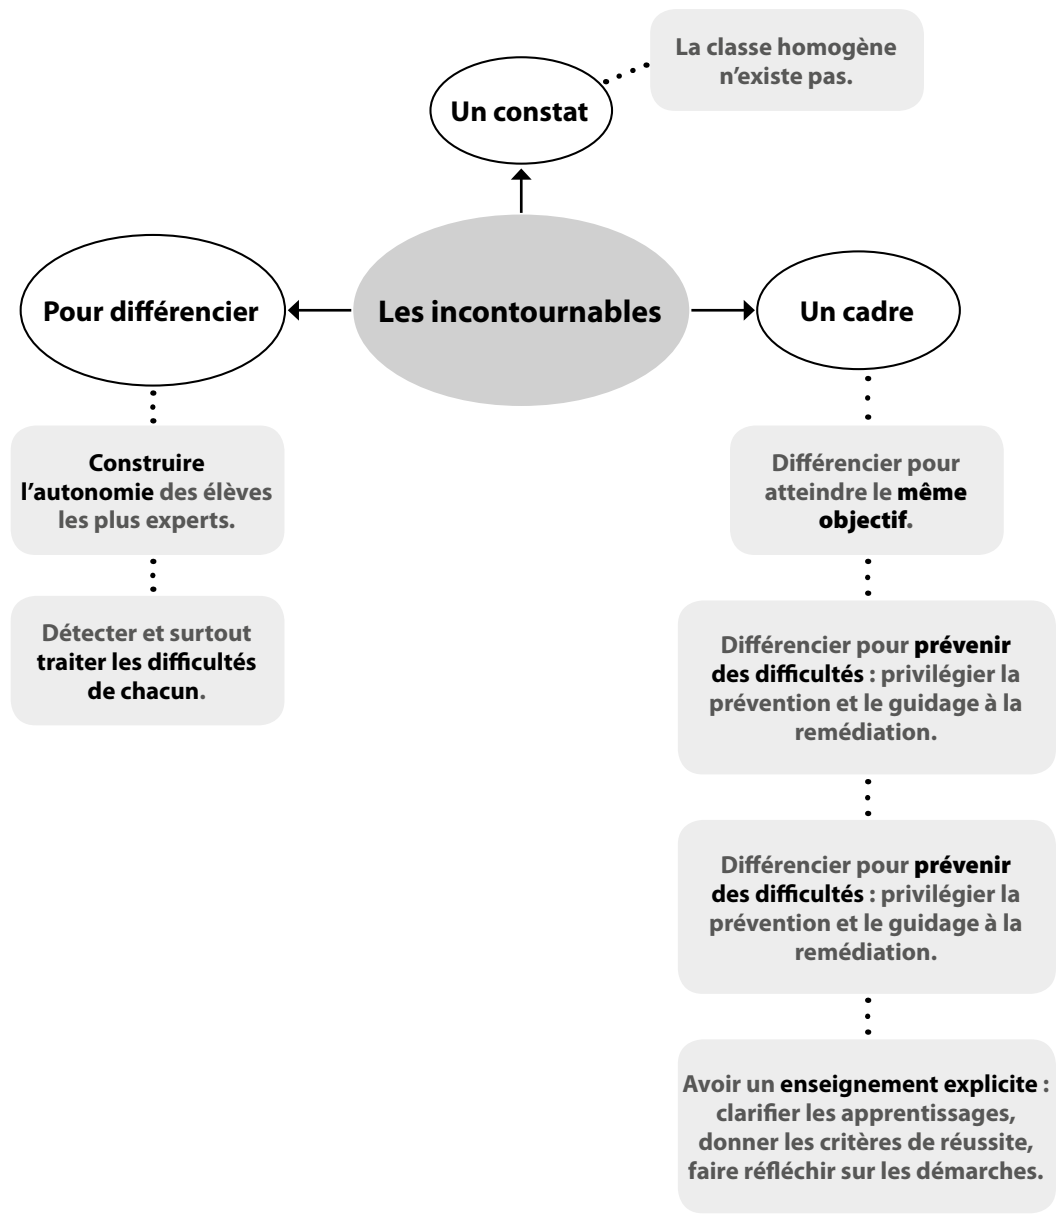 La classe homogène
n’existe pas.
Un constat
Pour différencier
Les incontournables
Un cadre
Construire
l’autonomie des élèves
les plus experts.
Détecter et surtout
traiter les difficultés
de chacun.
Différencier pour
atteindre le même
objectif.
Différencier pour prévenir
des difficultés : privilégier la
prévention et le guidage à la
remédiation.
Différencier pour prévenir
des difficultés : privilégier la
prévention et le guidage à la
remédiation.
Avoir un enseignement explicite :
clarifier les apprentissages,
donner les critères de réussite,
faire réfléchir sur les démarches.